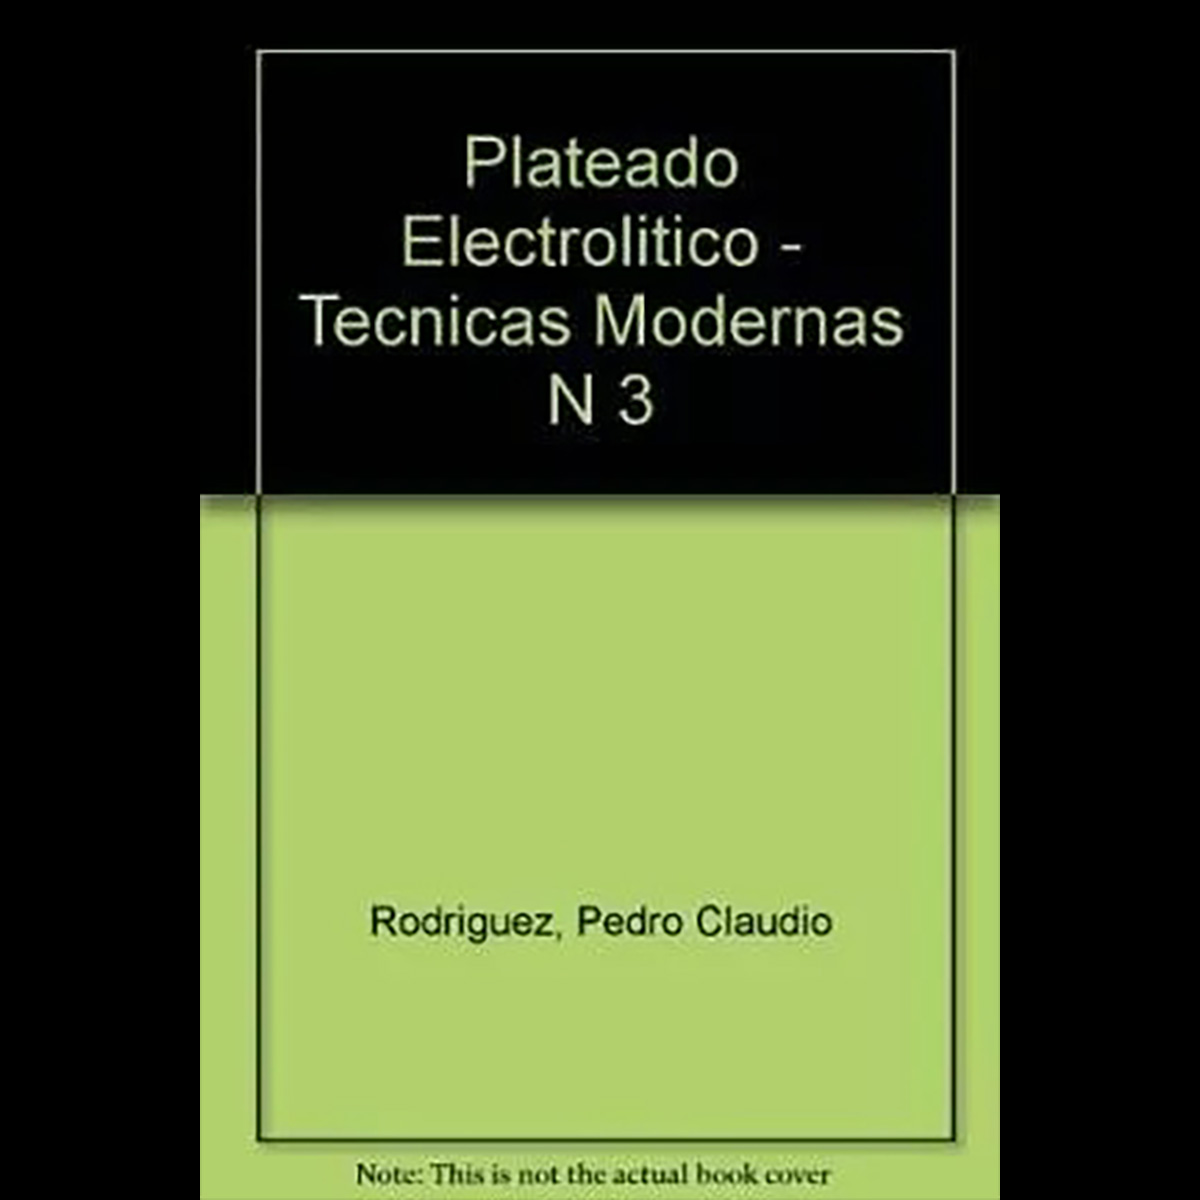 Plateado
Electrolitico -
Tecnicas Modernas
N 3
Rodriguez, Pedro Claudio
Note: This is not the actual book cover